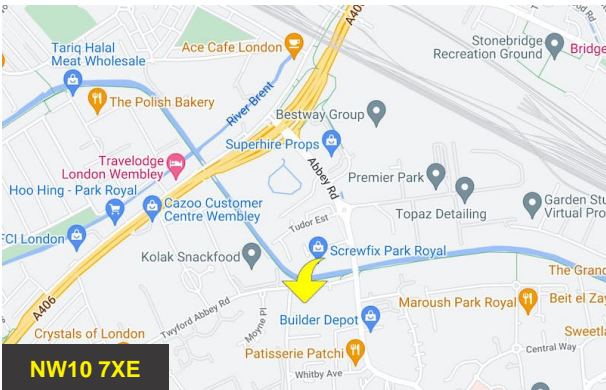 A40
Stonebridge
Recreation Ground
Bridge
Tariq Halal
Meat Wholesale
Ace Cafe London
The Polish Bakery
River Brent
Bestway Group
Superhire Props
Abbey Rd
Travelodge
London Wembley
Premier Park
Hoo Hing - Park Royal
Cazoo Customer
Centre Wembley
Topaz Detailing
Garden Stu
Virtual Pro
Tudor Est
FCI London
Kolak Snackfood
Screwfix Park Royal
The Grand
A406
Twyford Abbey Rd
Moyne Pl
Maroush Park Royal
Beit el Zay
Builder Depot
Crystals of London
Sweetla
Central Way
Patisserie Patchi
Whitby Ave
NW10 7XE